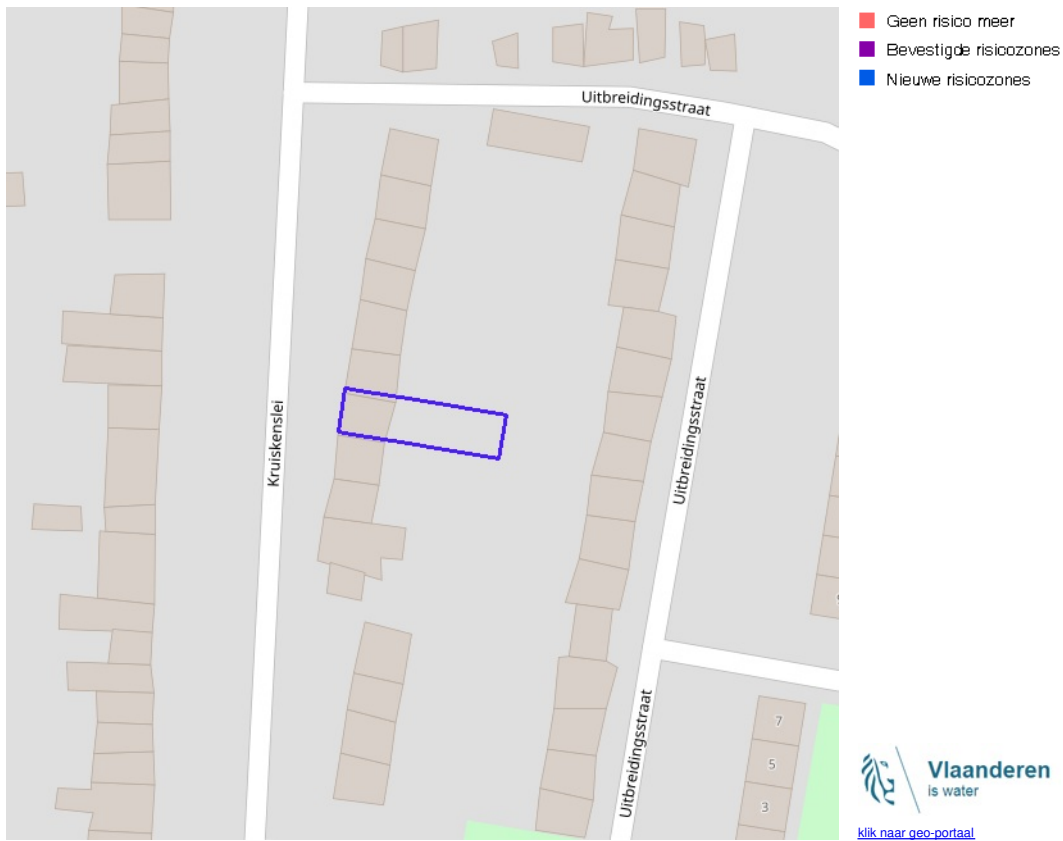 Geen risico meer
Bevestigde risicozones
Nieuwe risicozones
Uitbreidingsstraat
Kruiskenslei
Uitbreidingsstraat
Uitbreidingsstraat
7
5
3
Vlaanderen
is water
klik naar geo-portaal